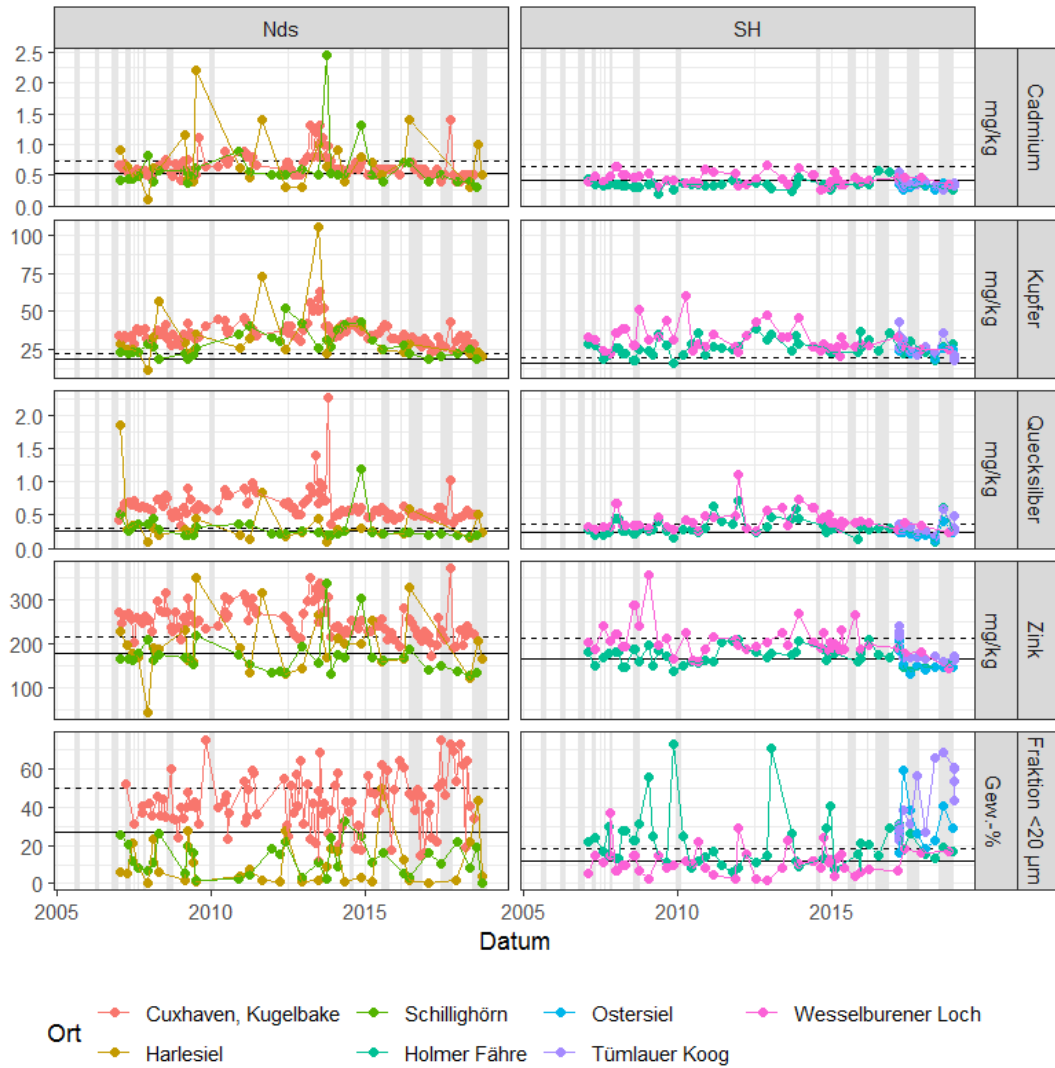 Nds SH
2.5
2.0
1.5
1.0
0.5
0.0
mg/kg Cadmium
100
75
50
25
mg/kg Kupfer
2.0
1.5
1.0
0.5
0.0
mg/kg Quecksilber
300
200
100
mg/kg Zink
60
40
20
0
Gew.-% Fraktion <20 µm
2005 2010 2015 2005 2010 2015
Datum
Ort
Cuxhaven, Kugelbake Schillighörn Ostersiel Wesselburener Loch
Harlesiel Holmer Fähre Tümlauer Koog